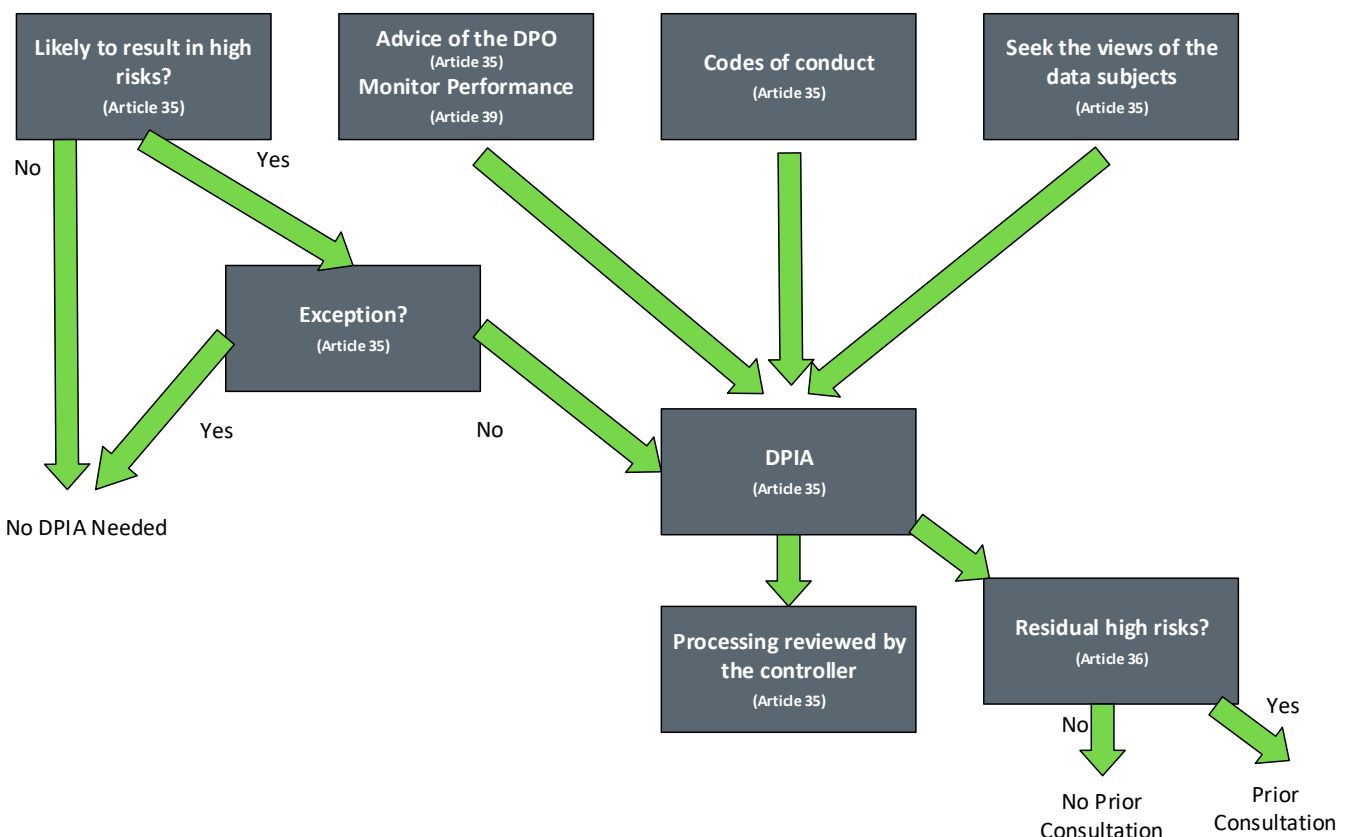 Likely to result in high
risks?
(Article 35)
Advice of the DPO
(Article 35)
Monitor Performance
(Article 39)
Codes of conduct
(Article 35)
Seek the views of the
data subjects
(Article 35)
No
Yes
Exception?
(Article 35)
Yes
No
No DPIA Needed
DPIA
(Article 35)
Processing reviewed by
the controller
(Article 35)
Residual high risks?
(Article 36)
No
Yes
No Prior
Consultation
Prior
Consultation